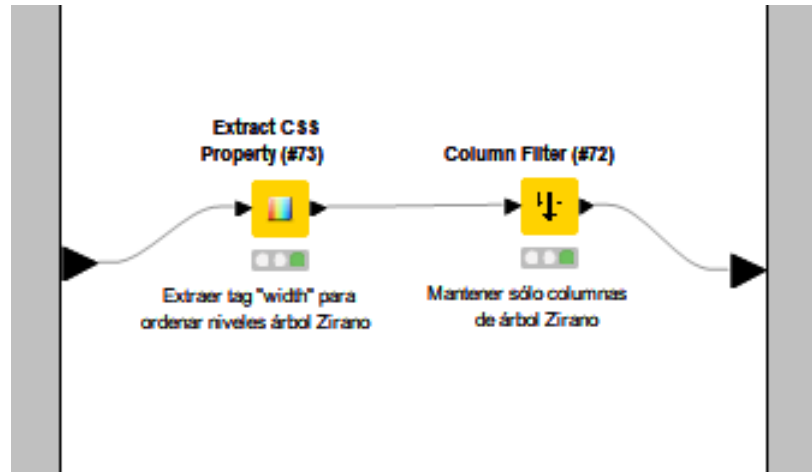 Extract CSS
Property (#73)
Column Filter (#72)
Extraer tag "width" para
ordenar niveles árbol Zirano
Mantener sólo columnas
de árbol Zirano